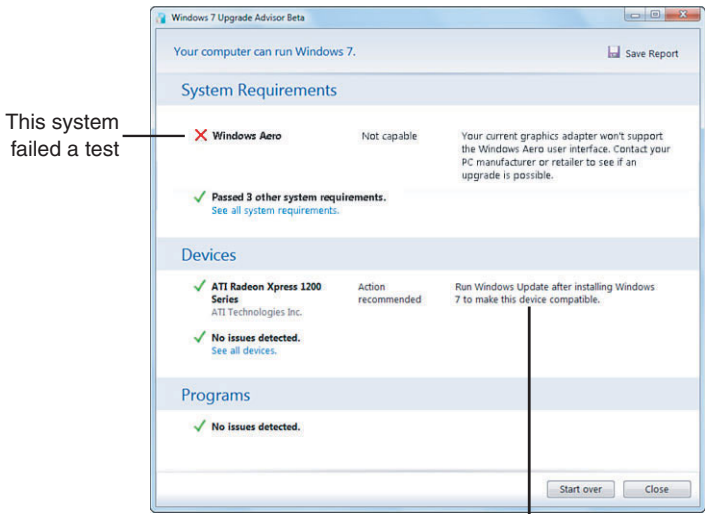 Windows 7 Upgrade Advisor Beta
Your computer can run Windows 7.
Save Report
System Requirements
This system
failed a test
Windows Aero
Not capable
Your current graphics adapter won't support
the Windows Aero user interface. Contact your
PC manufacturer or retailer to see if an
upgrade is possible.
Passed 3 other system requirements.
See all system requirements.
Devices
ATI Radeon Xpress 1200
Series
ATI Technologies Inc.
Action
recommended
Run Windows Update after installing Windows
7 to make this device compatible.
No issues detected.
See all devices.
Programs
No issues detected.
Start over
Close